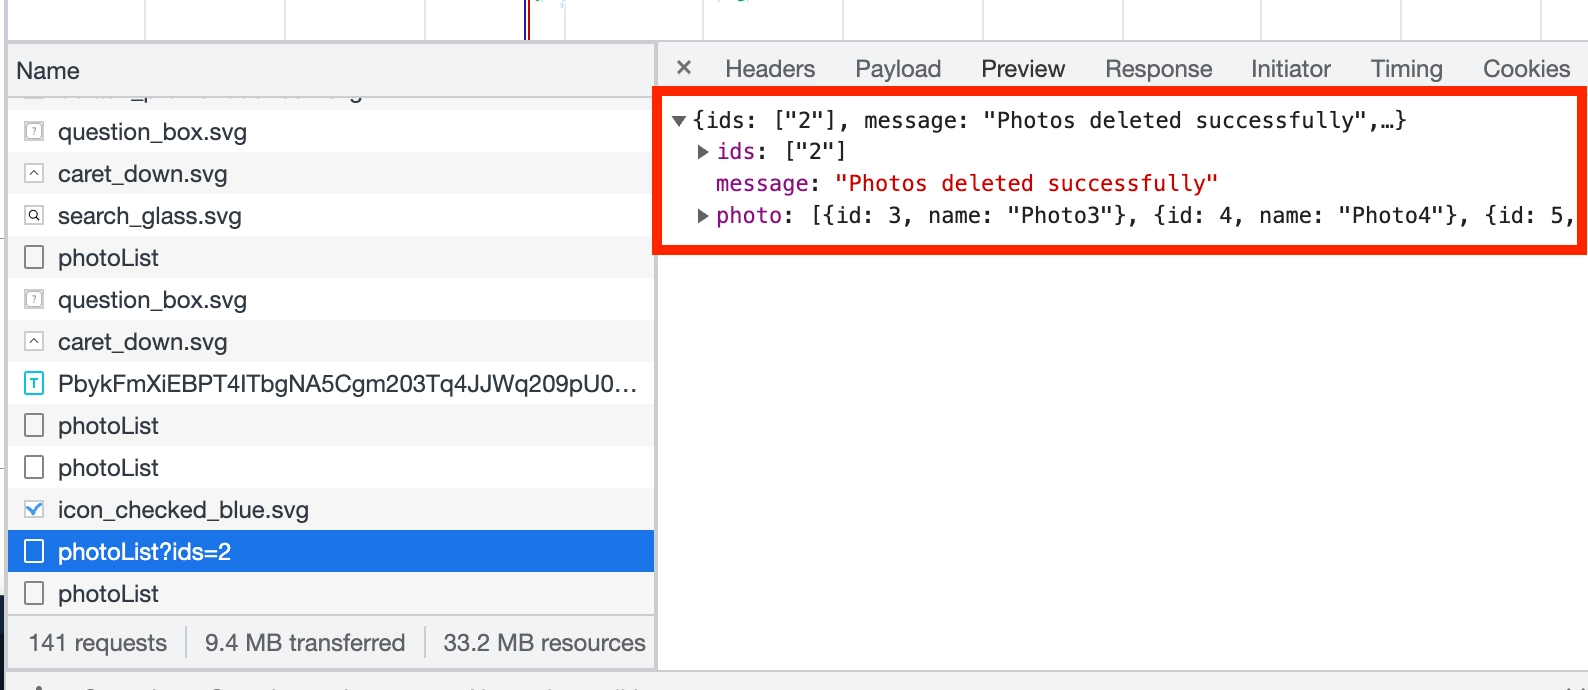 Name
question_box.svg
caret_down.svg
search_glass.svg
photoList
question_box.svg
caret_down.svg
PbykFmXiEBPT4ITbgNA5Cgm203Tq4JJWq209pU0...
photoList
photoList
icon_checked_blue.svg
photoList?ids=2
photoList
141 requests 9.4 MB transferred 33.2 MB resources
Headers Payload Preview Response Initiator Timing Cookies
{ids: ["2"], message: "Photos deleted successfully",…}
ids: ["2"]
message: "Photos deleted successfully"
photo: [{id: 3, name: "Photo3"}, {id: 4, name: "Photo4"}, {id: 5,